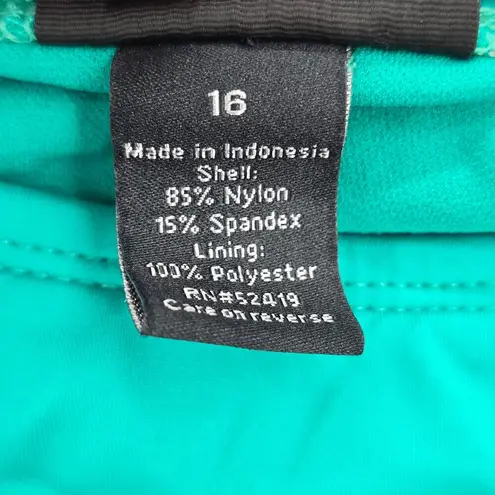 16
Made in Indonesia
Shell:
85% Nylon
15% Spandex
Lining:
100% Polyester
RN#52419
Care on reverse